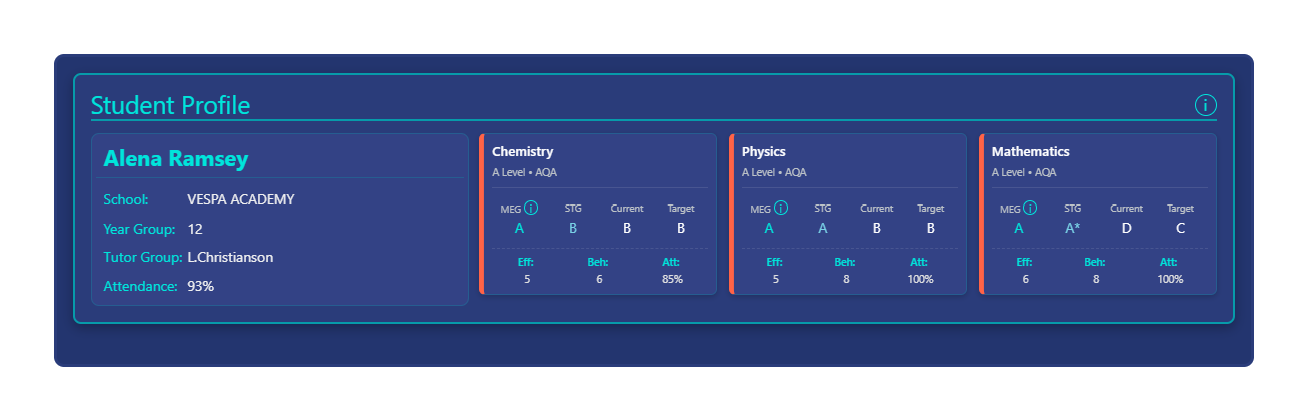 Student Profile
Alena Ramsey
School: VESPA ACADEMY
Year Group: 12
Tutor Group: L.Christianson
Attendance: 93%
Chemistry
A Level • AQA
MEG STG Current Target
A B B B
Eff: Beh: Att:
5 6 85%
Physics
A Level • AQA
MEG STG Current Target
A A B B
Eff: Beh: Att:
5 8 100%
Mathematics
A Level • AQA
MEG STG Current Target
A A* D C
Eff: Beh: Att:
6 8 100%